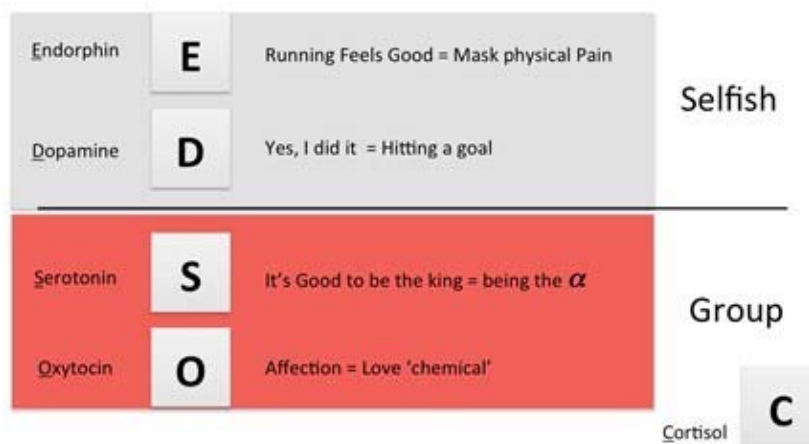 Endorphin E Running Feels Good = Mask physical Pain
Selfish
Dopamine D Yes, I did it = Hitting a goal
Serotonin S It's Good to be the king = being the α
Group
Oxytocin O Affection = Love 'chemical'
Cortisol C